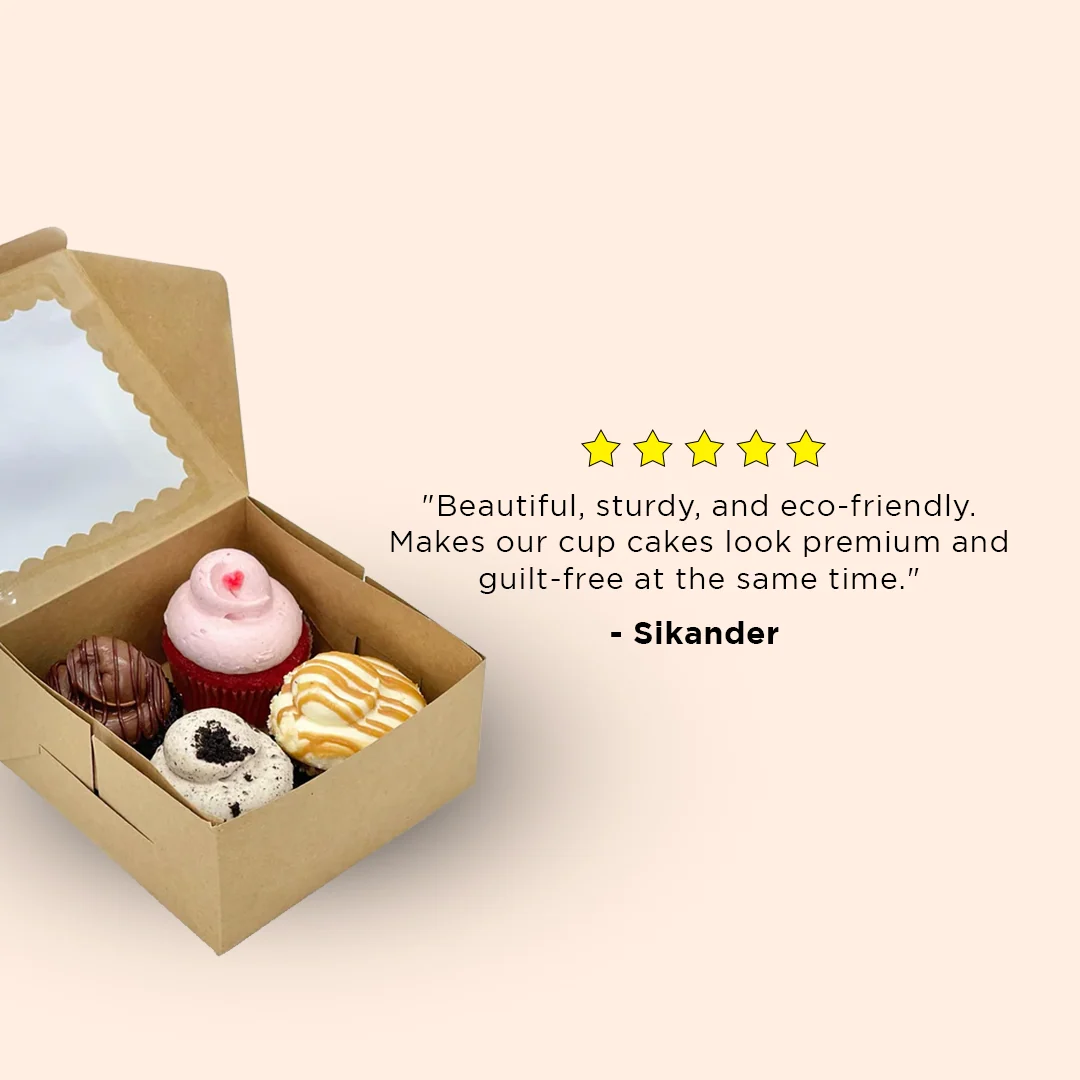 "Beautiful, sturdy, and eco-friendly.
Makes our cup cakes look premium and
guilt-free at the same time."
- Sikander